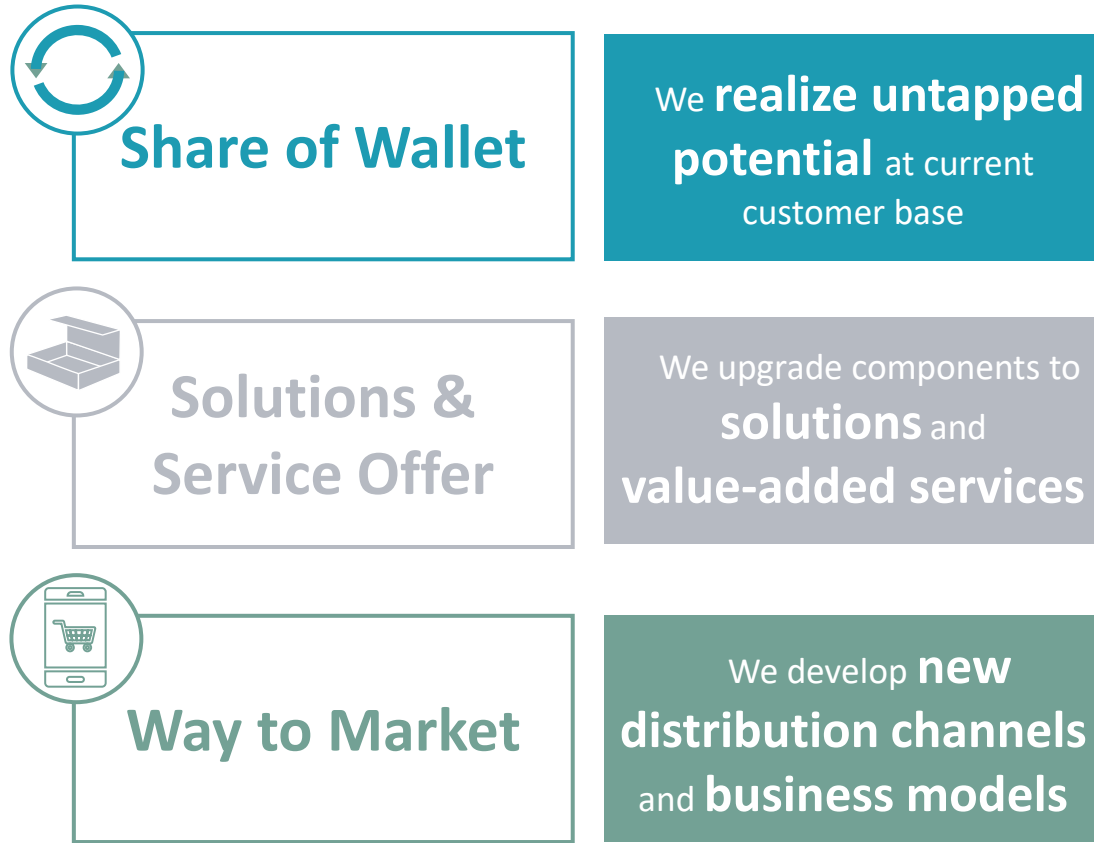 Share of Wallet
We realize untapped
potential at current
customer base
Solutions &
Service Offer
We upgrade components to
solutions and
value-added services
Way to Market
We develop new
distribution channels
and business models